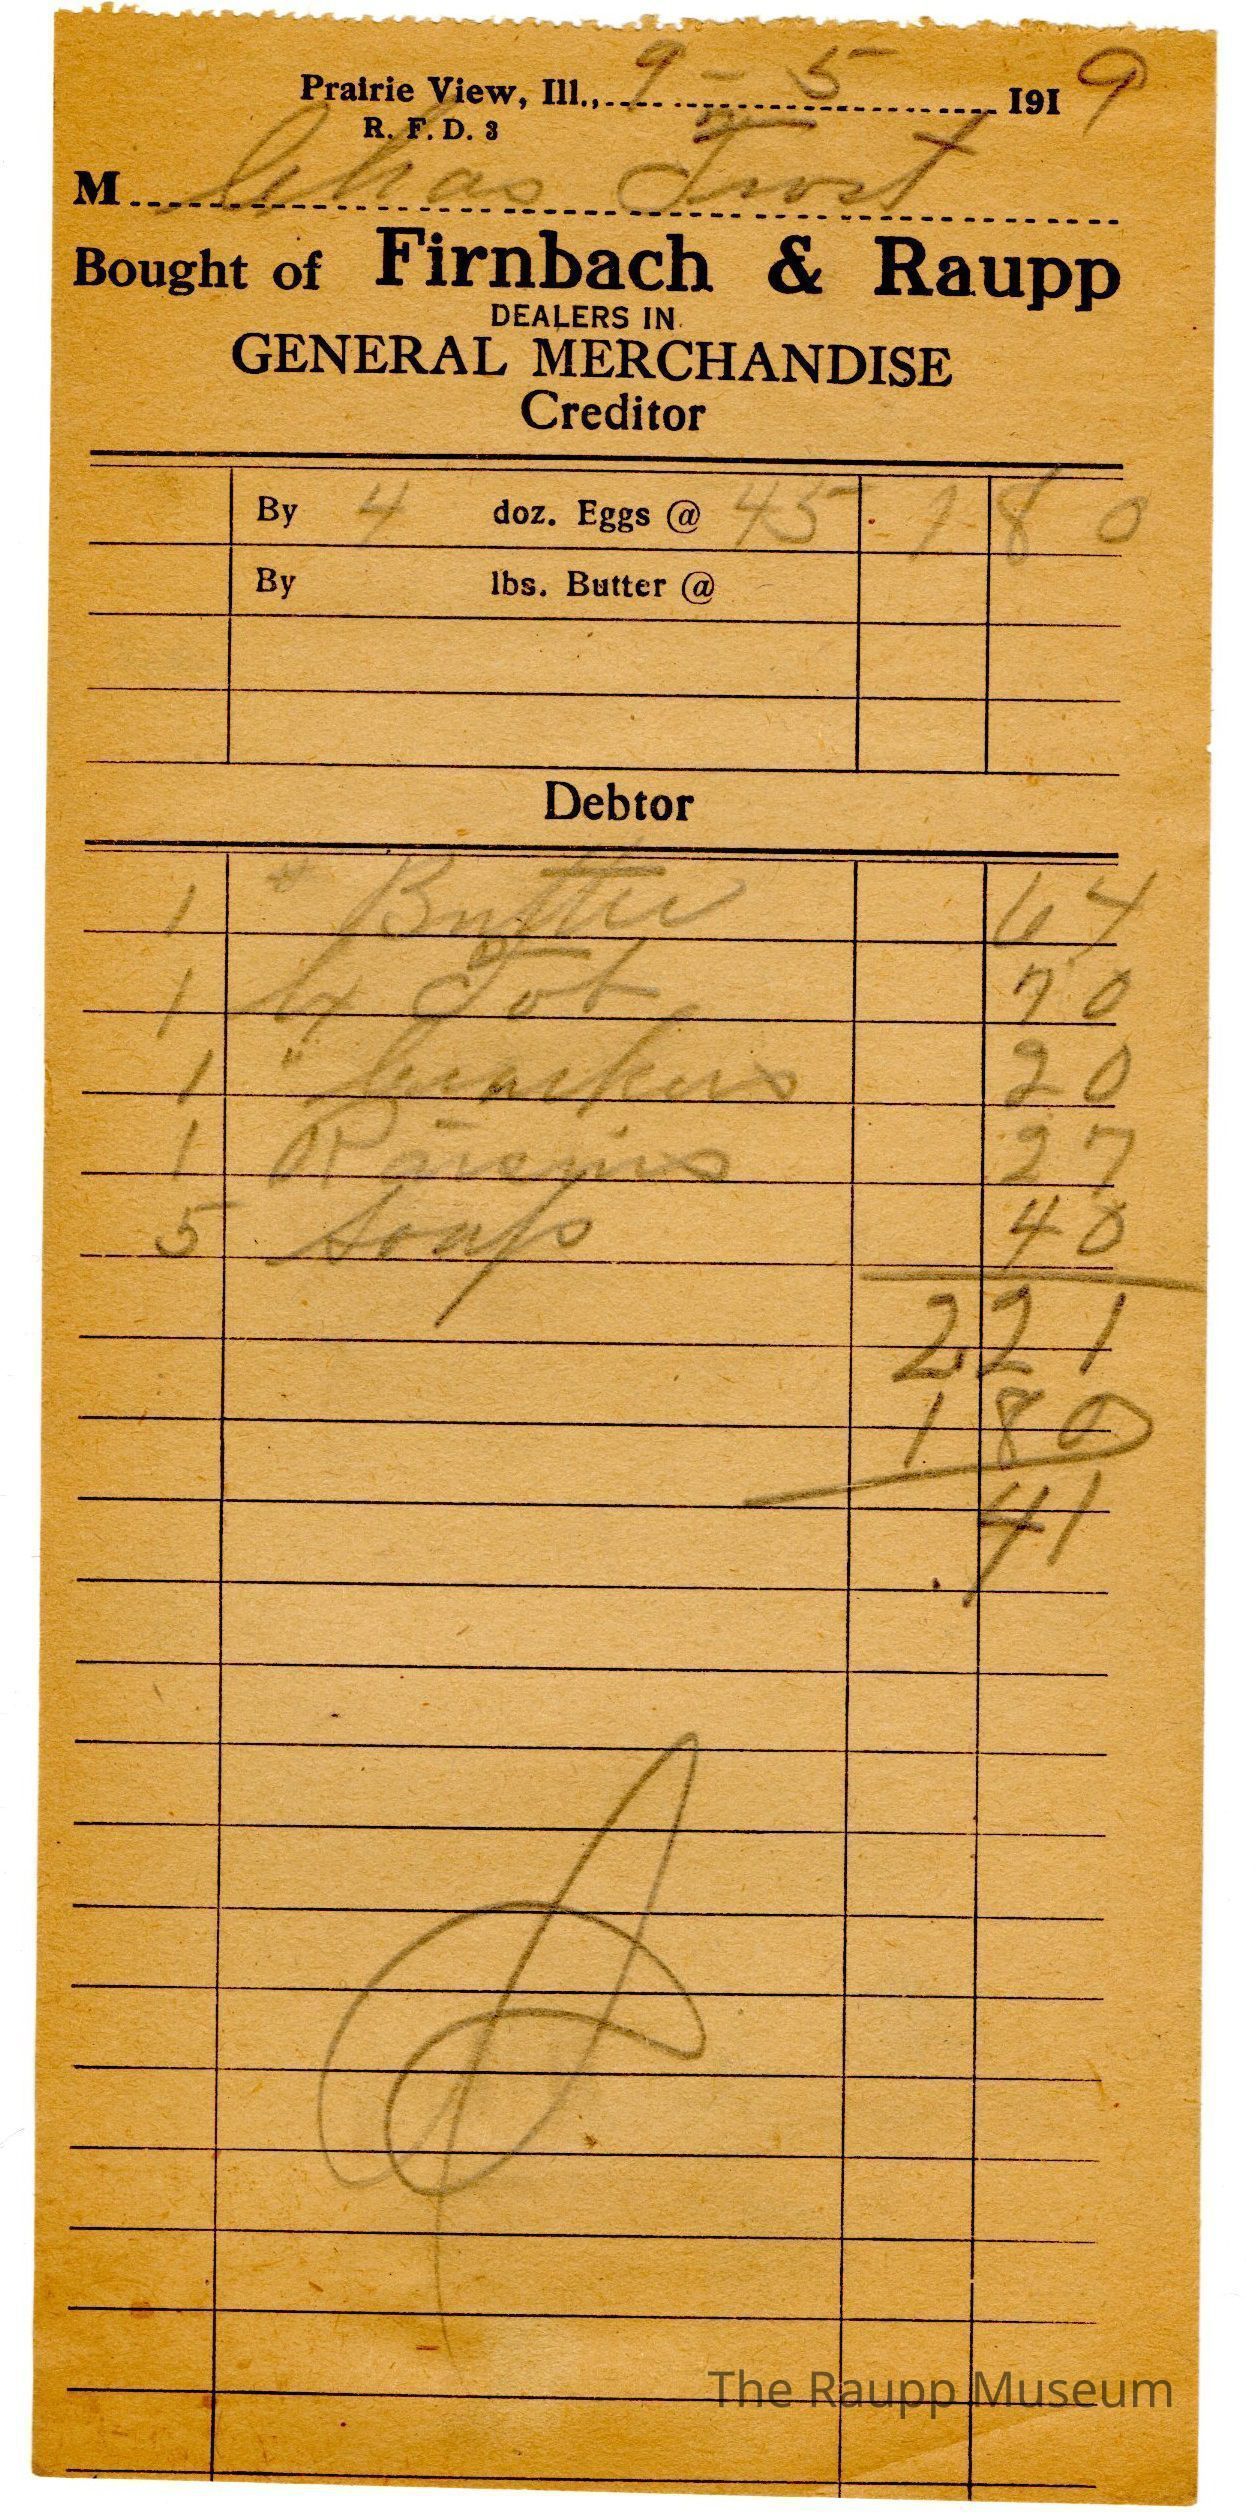 Prairie View, Ill., 9 - 5 1919
R. F. D. 3
M Chas Trost
Bought of Firnbach & Raupp
DEALERS IN
GENERAL MERCHANDISE
Creditor
By 4 doz. Eggs @ 45 1 80
By lbs. Butter @
Debtor
1 " Butter 64
1 bx Tob 70
1 " Crackers 20
1 Raisins 27
5 Soap 40
2 21
1 80
41
The Raupp Museum